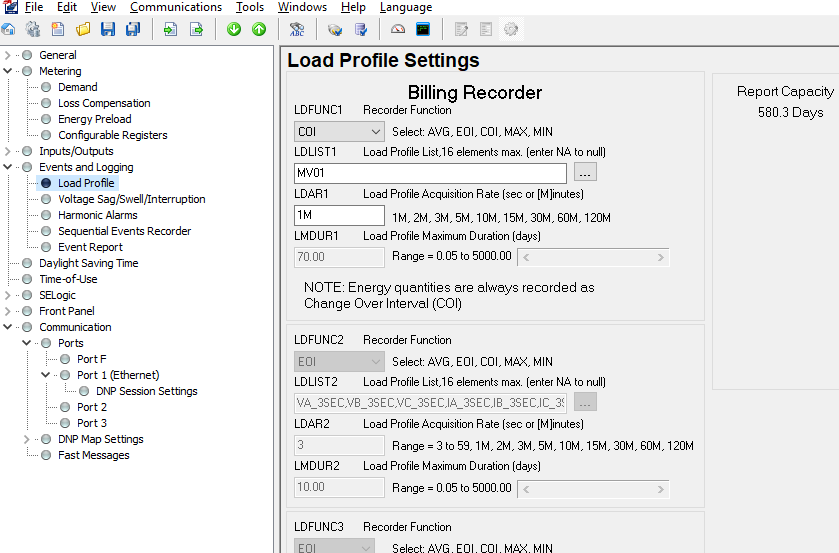 File Edit View Communications Tools Windows Help Language
ABC
General
Metering
Demand
Loss Compensation
Energy Preload
Configurable Registers
Inputs/Outputs
Events and Logging
Load Profile
Voltage Sag/Swell/Interruption
Harmonic Alarms
Sequential Events Recorder
Event Report
Daylight Saving Time
Time-of-Use
SELogic
Front Panel
Communication
Ports
Port F
Port 1 (Ethernet)
DNP Session Settings
Port 2
Port 3
DNP Map Settings
Fast Messages
Load Profile Settings
Billing Recorder
LDFUNC1 Recorder Function
COI Select: AVG, EOI, COI, MAX, MIN
LDLIST1 Load Profile List,16 elements max. (enter NA to null)
MV01 ...
LDAR1 Load Profile Acquisition Rate (sec or [M]inutes)
1M 1M, 2M, 3M, 5M, 10M, 15M, 30M, 60M, 120M
LMDUR1 Load Profile Maximum Duration (days)
70.00 Range = 0.05 to 5000.00
NOTE: Energy quantities are always recorded as
Change Over Interval (COI)
LDFUNC2 Recorder Function
EOI Select: AVG, EOI, COI, MAX, MIN
LDLIST2 Load Profile List,16 elements max. (enter NA to null)
VA_3SEC,VB_3SEC,VC_3SEC,IA_3SEC,IB_3SEC,IC_3S ...
LDAR2 Load Profile Acquisition Rate (sec or [M]inutes)
3 Range = 3 to 59, 1M, 2M, 3M, 5M, 10M, 15M, 30M, 60M, 120M
LMDUR2 Load Profile Maximum Duration (days)
10.00 Range = 0.05 to 5000.00
LDFUNC3 Recorder Function
EOI Select: AVG, EOI, COI, MAX, MIN
Report Capacity
580.3 Days